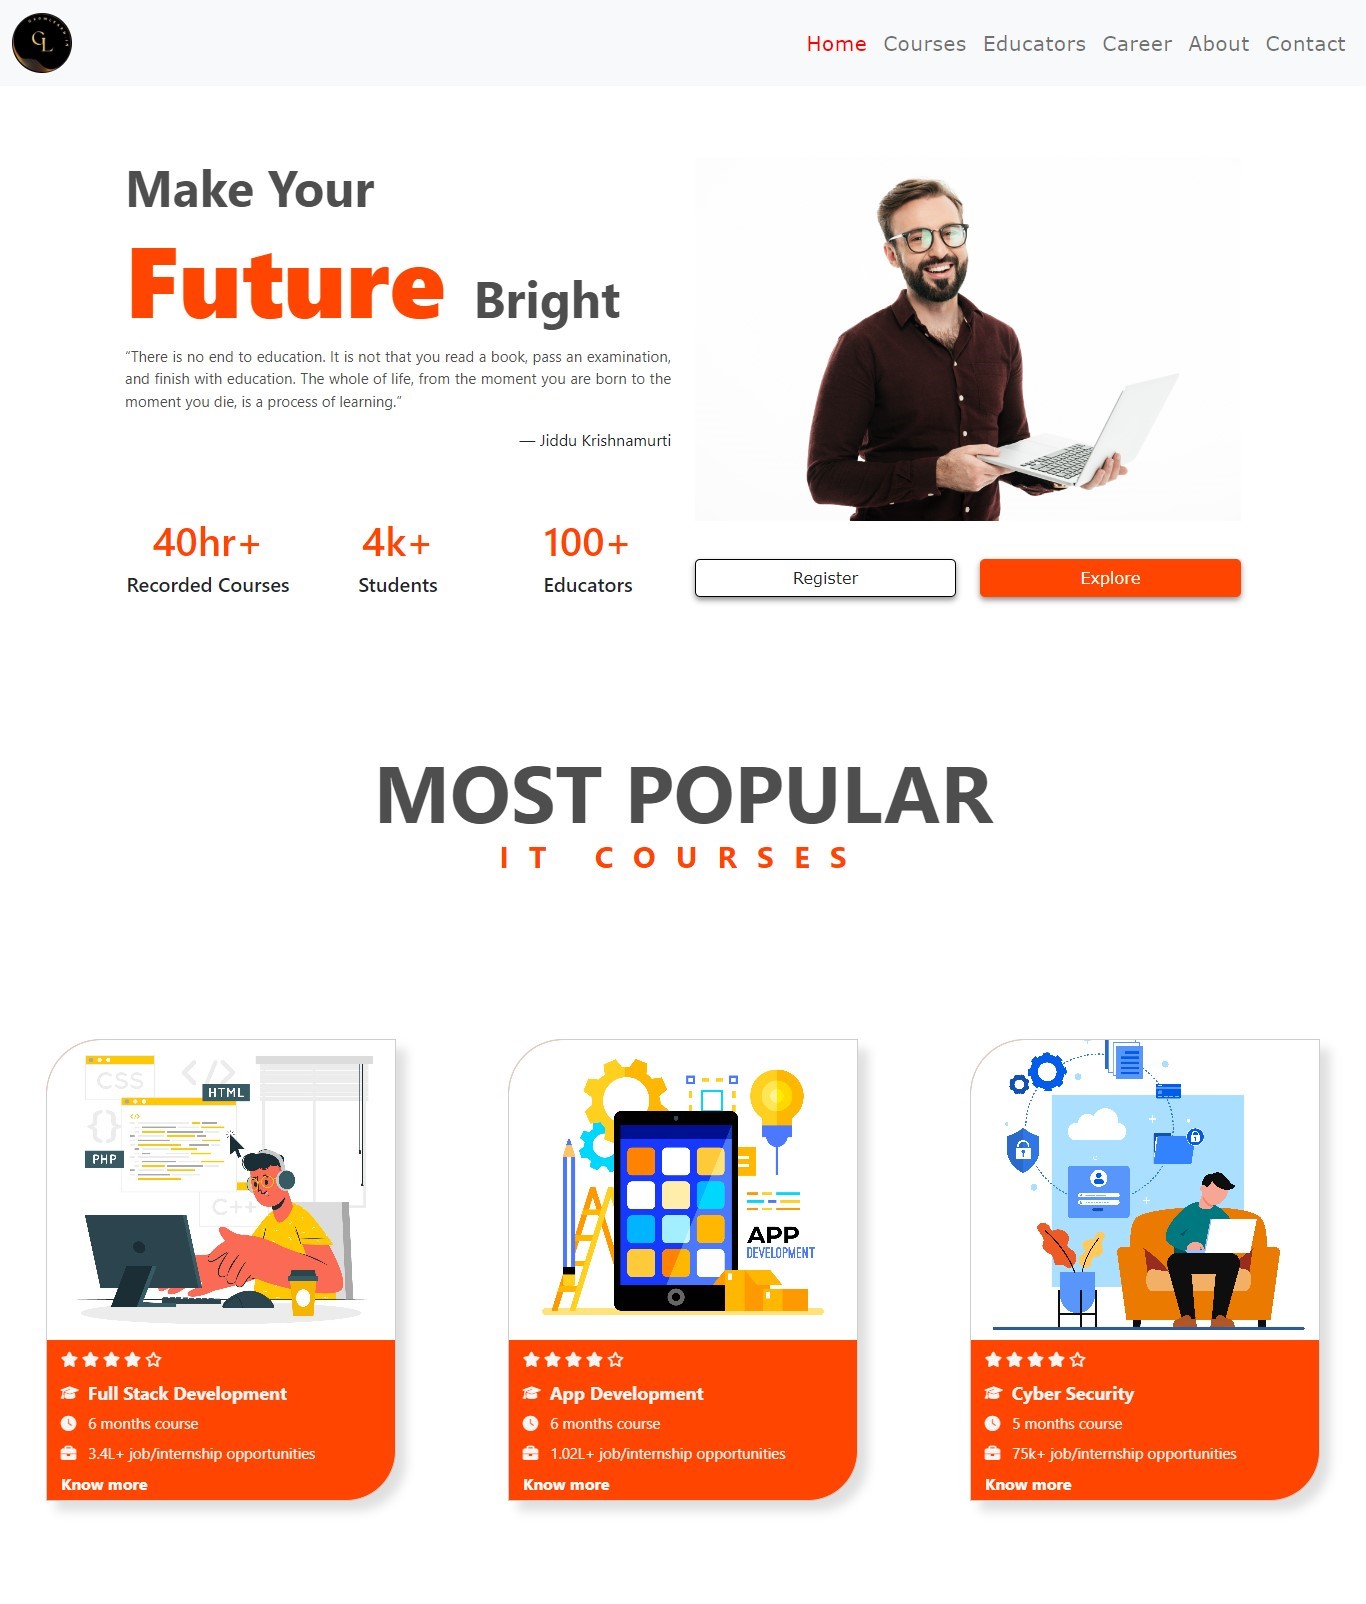 GL
Home Courses Educators Career About Contact
Make Your
Future Bright
“There is no end to education. It is not that you read a book, pass an examination,
and finish with education. The whole of life, from the moment you are born to the
moment you die, is a process of learning.”
— Jiddu Krishnamurti
40hr+ 4k+ 100+
Recorded Courses Students Educators
Register Explore
MOST POPULAR
IT COURSES
CSS
</>
HTML
{}
</>
PHP
C++
APP
DEVELOPMENT
Full Stack Development
6 months course
3.4L+ job/internship opportunities
Know more
App Development
6 months course
1.02L+ job/internship opportunities
Know more
Cyber Security
5 months course
75k+ job/internship opportunities
Know more